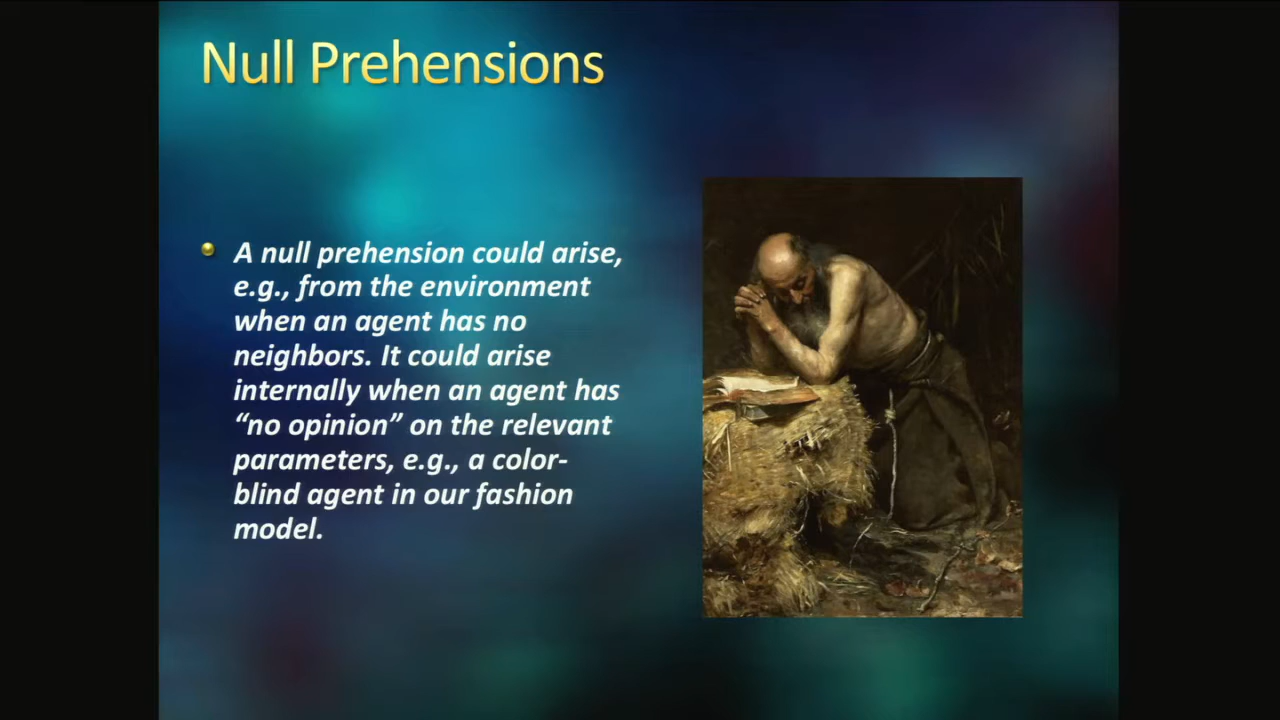 Null Prehensions
A null prehension could arise,
e.g., from the environment
when an agent has no
neighbors. It could arise
internally when an agent has
“no opinion” on the relevant
parameters, e.g., a color-
blind agent in our fashion
model.